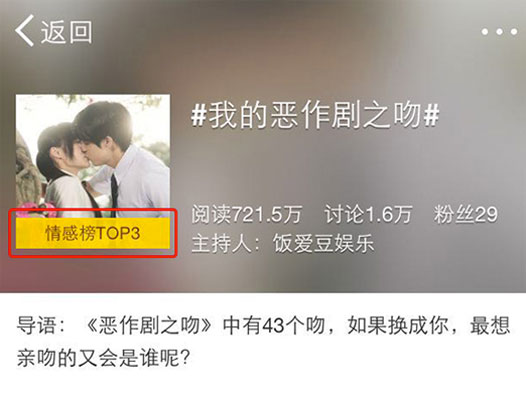 返回
#我的恶作剧之吻#
阅读721.5万 讨论1.6万 粉丝29
主持人：饭爱豆娱乐
情感榜TOP3
导语：《恶作剧之吻》中有43个吻，如果换成你，最想
亲吻的又会是谁呢？